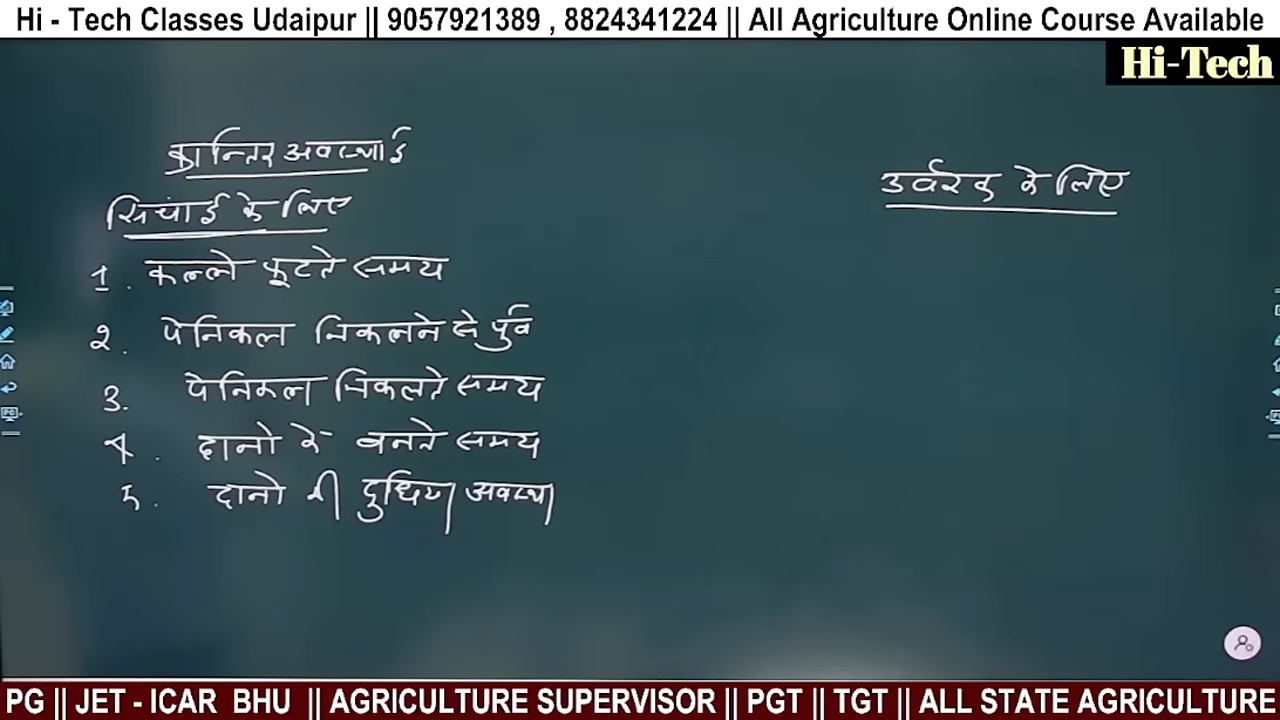 Hi - Tech Classes Udaipur || 9057921389 , 8824341224 || All Agriculture Online Course Available
Hi-Tech
क्रान्तिर अवस्थाई
सिचांई के लिए
1. कल्ले फूटते समय
2. पेनिकल निकलने से पुर्व
3. पेनिकल निकलते समय
4. दानो के बनते समय
5. दानो की दुधिया अवस्था
उर्वरक के लिए
PG || JET - ICAR BHU || AGRICULTURE SUPERVISOR || PGT || TGT || ALL STATE AGRICULTURE